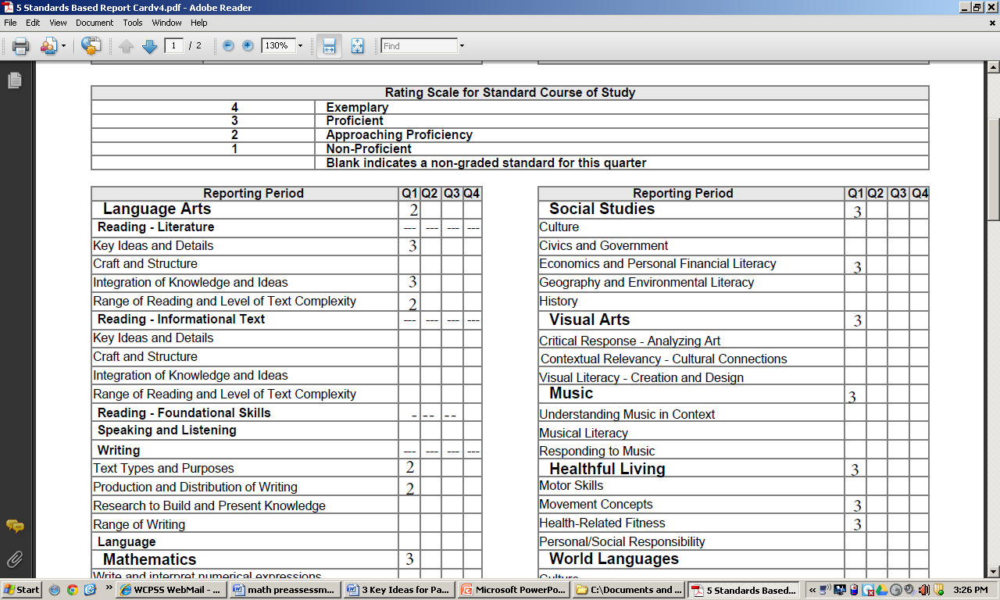 5 Standards Based Report Cardv4.pdf - Adobe Reader
File Edit View Document Tools Window Help
1 / 2 130% Find
Rating Scale for Standard Course of Study
4 Exemplary
3 Proficient
2 Approaching Proficiency
1 Non-Proficient
Blank indicates a non-graded standard for this quarter
Reporting Period Q1 Q2 Q3 Q4
Language Arts 2
Reading - Literature --- --- --- ---
Key Ideas and Details 3
Craft and Structure
Integration of Knowledge and Ideas 3
Range of Reading and Level of Text Complexity 2
Reading - Informational Text --- --- --- ---
Key Ideas and Details
Craft and Structure
Integration of Knowledge and Ideas
Range of Reading and Level of Text Complexity
Reading - Foundational Skills - -- --
Speaking and Listening
Writing --- --- --- ---
Text Types and Purposes 2
Production and Distribution of Writing 2
Research to Build and Present Knowledge
Range of Writing
Language
Mathematics 3
Write and interpret numerical expressions
Reporting Period Q1 Q2 Q3 Q4
Social Studies 3
Culture
Civics and Government
Economics and Personal Financial Literacy 3
Geography and Environmental Literacy
History
Visual Arts 3
Critical Response - Analyzing Art
Contextual Relevancy - Cultural Connections
Visual Literacy - Creation and Design
Music 3
Understanding Music in Context
Musical Literacy
Responding to Music
Healthful Living 3
Motor Skills
Movement Concepts 3
Health-Related Fitness 3
Personal/Social Responsibility
World Languages
Culture
Start WCPSS WebMail - ... math preassessm... 3 Key Ideas for Pa... Microsoft PowerPo... C:\Documents and ... 5 Standards Based... 3:26 PM